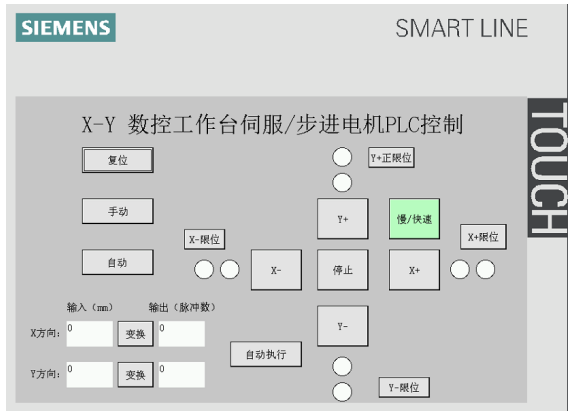 SIEMENS
SMART LINE
TOUCH
X-Y 数控工作台伺服/步进电机PLC控制
复位
Y+正限位
手动
Y+
慢/快速
X-限位
X+限位
自动
X-
停止
X+
输入（mm） 输出（脉冲数）
X方向: 0 变换 0
Y-
自动执行
Y方向: 0 变换 0
Y-限位